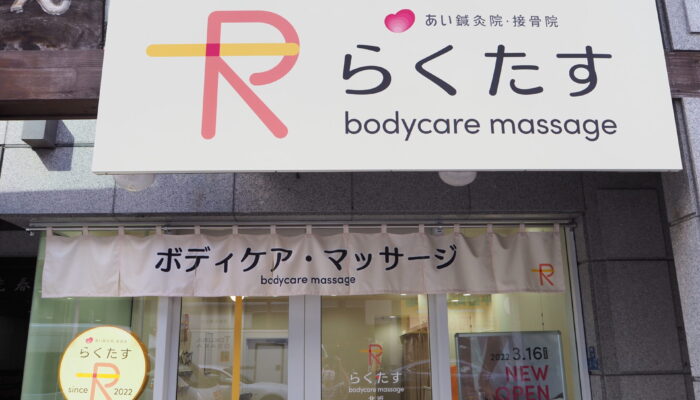 あい鍼灸院・接骨院
らくたす
bodycare massage
ボディケア・マッサージ
bodycare massage
らくたす
since 2022
らくたす
2022
3.16
NEW
OPEN